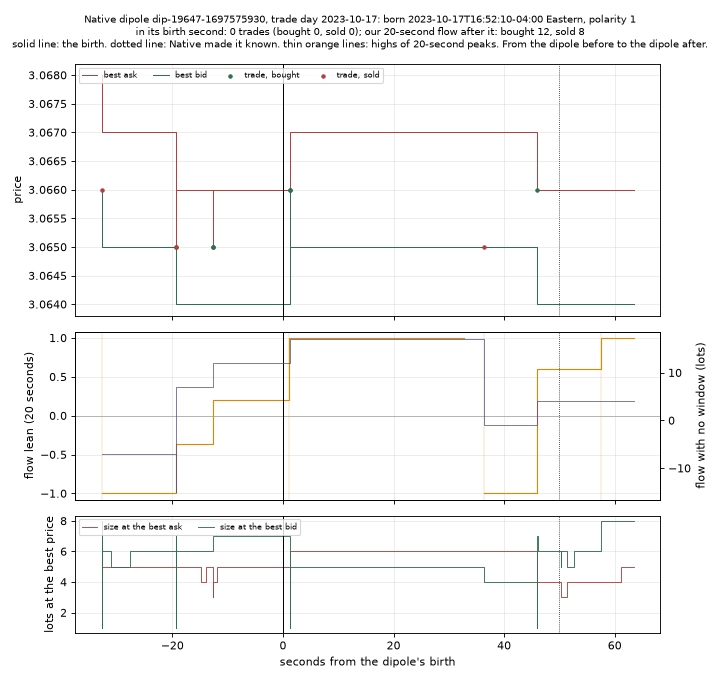 Native dipole dip-19647-1697575930, trade day 2023-10-17: born 2023-10-17T16:52:10-04:00 Eastern, polarity 1
in its birth second: 0 trades (bought 0, sold 0); our 20-second flow after it: bought 12, sold 8
solid line: the birth. dotted line: Native made it known. thin orange lines: highs of 20-second peaks. From the dipole before to the dipole after.
best ask
best bid
trade, bought
trade, sold
3.0680
3.0675
3.0670
3.0665
3.0660
3.0655
3.0650
3.0645
3.0640
price
1.0
0.5
0.0
−0.5
−1.0
flow lean (20 seconds)
10
0
−10
flow with no window (lots)
size at the best ask
size at the best bid
8
6
4
2
lots at the best price
−20
0
20
40
60
seconds from the dipole's birth